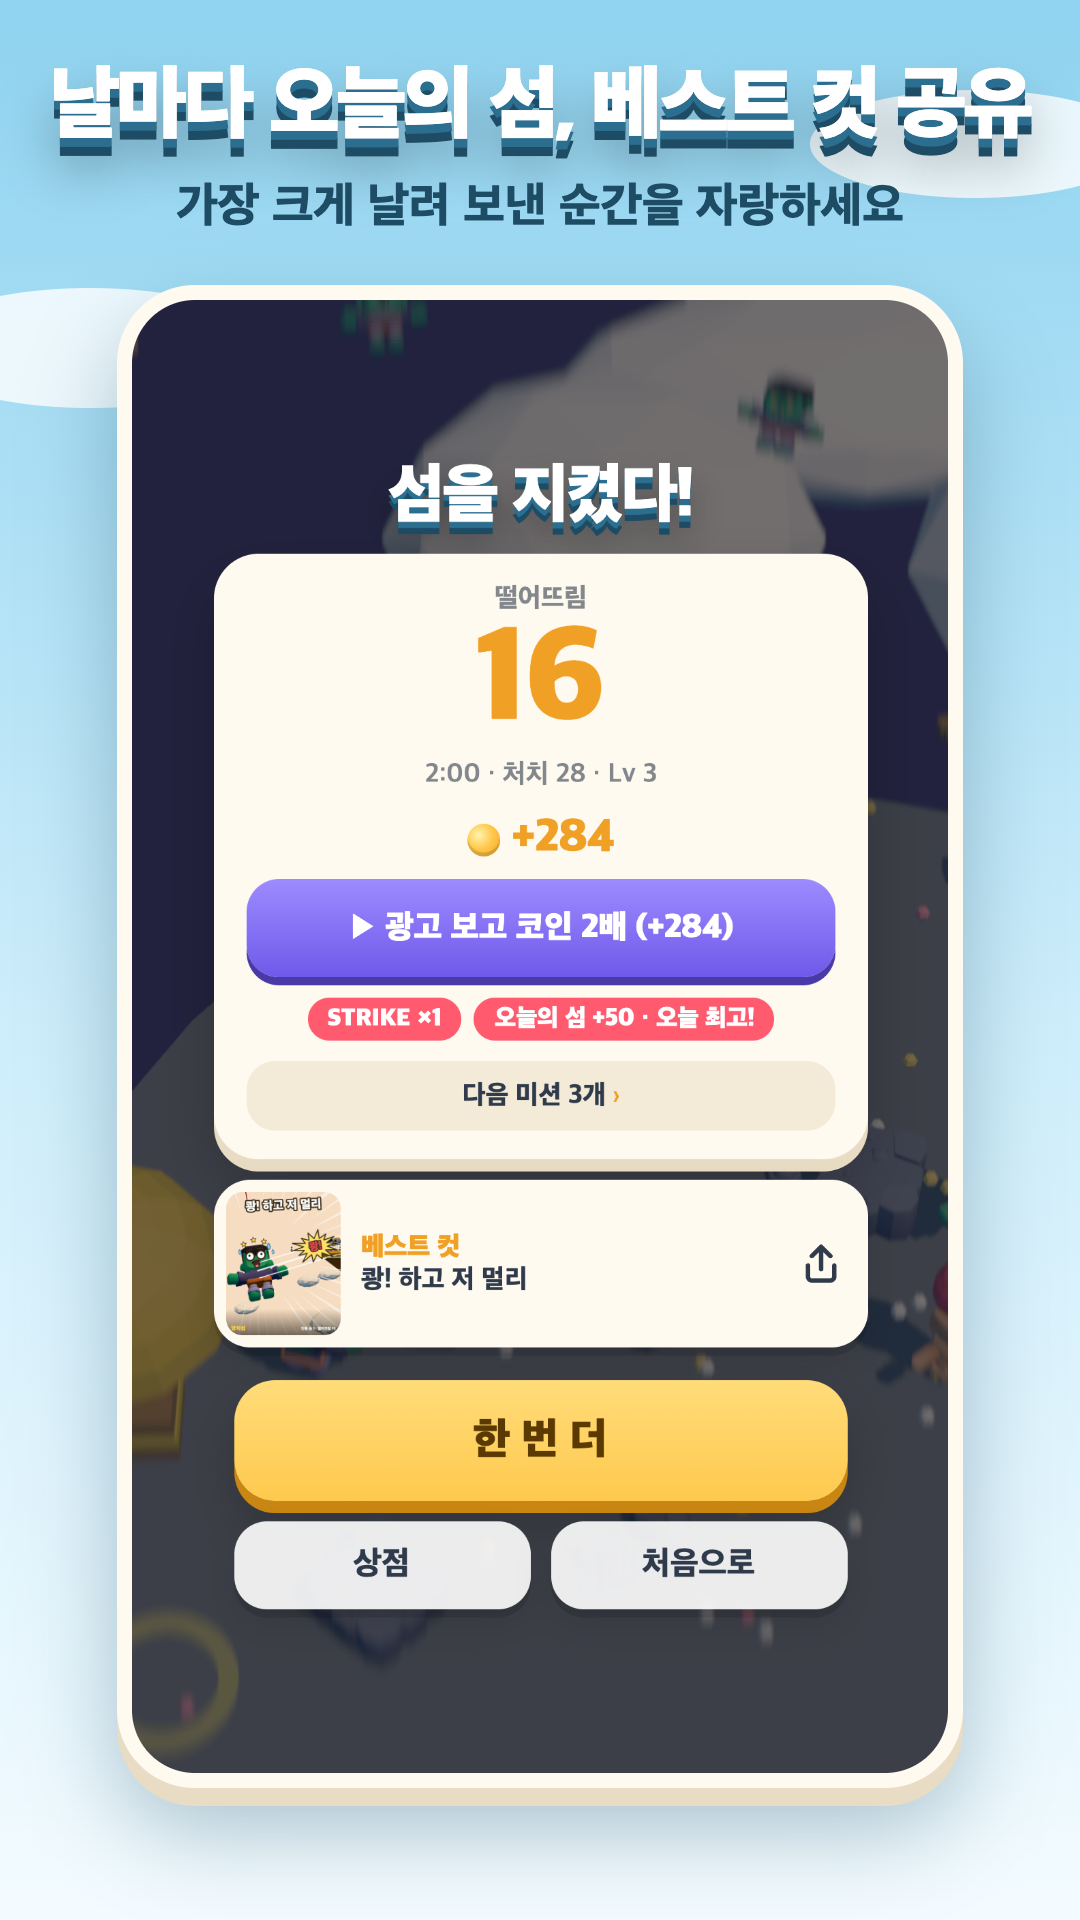 날마다 오늘의 섬, 베스트 컷 공유
가장 크게 날려 보낸 순간을 자랑하세요
섬을 지켰다!
떨어뜨림
16
2:00 · 처치 28 · Lv 3
+284
▶ 광고 보고 코인 2배 (+284)
STRIKE ×1
오늘의 섬 +50 · 오늘 최고!
다음 미션 3개 ›
쾅! 하고 저 멀리
쾅!
베스트 컷
쾅! 하고 저 멀리
한 번 더
상점
처음으로